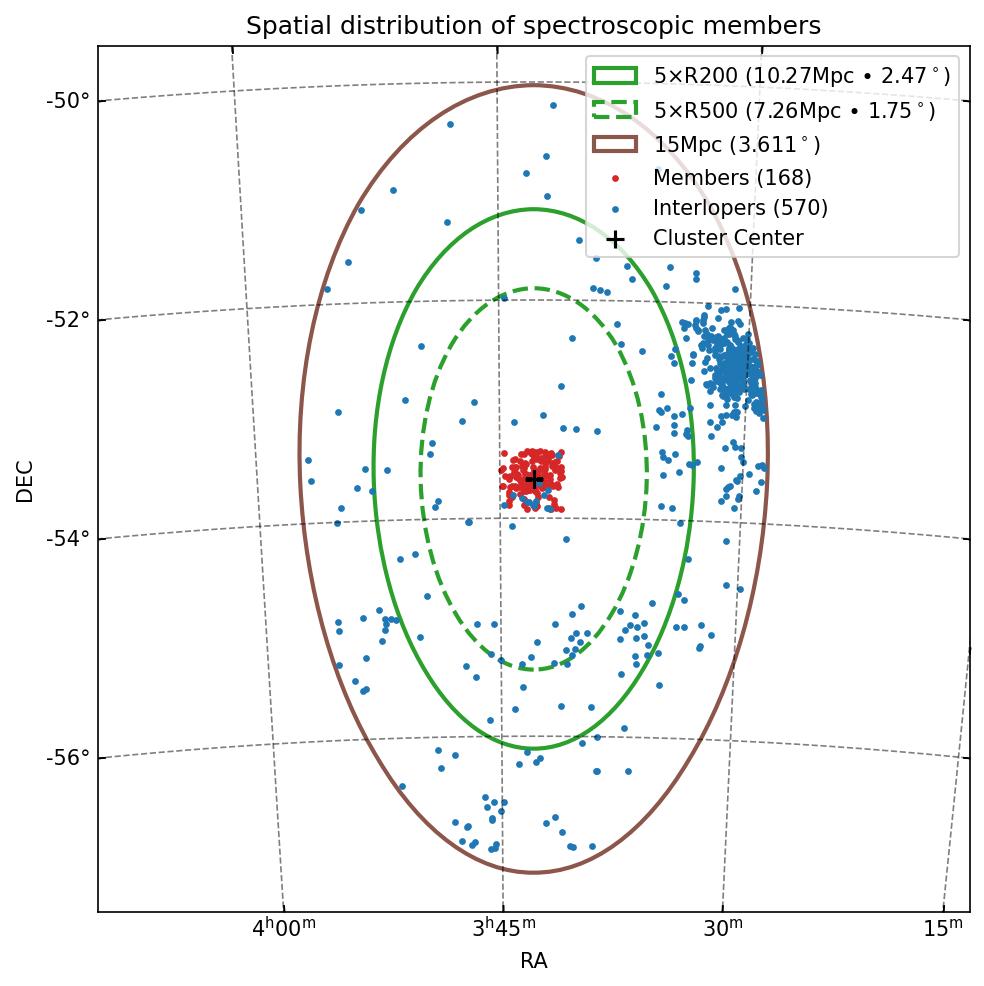 Spatial distribution of spectroscopic members
5×R200 (10.27Mpc • 2.47°)
5×R500 (7.26Mpc • 1.75°)
15Mpc (3.611°)
Members (168)
Interlopers (570)
Cluster Center
-50°
-52°
-54°
-56°
DEC
4ʰ00ᵐ
3ʰ45ᵐ
30ᵐ
15ᵐ
RA